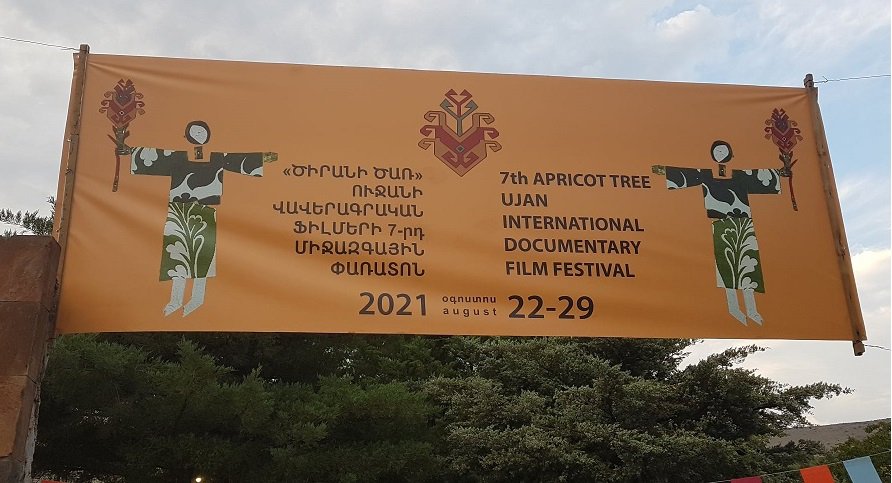 «ԾԻՐԱՆԻ ԾԱՌ»
ՈՒՋԱՆԻ
ՎԱՎԵՐԱԳՐԱԿԱՆ
ՖԻԼՄԵՐԻ 7-րդ
ՄԻՋԱԶԳԱՅԻՆ
ՓԱՌԱՏՈՆ
7th APRICOT TREE
UJAN
INTERNATIONAL
DOCUMENTARY
FILM FESTIVAL
2021 օգոստոս 22-29
august